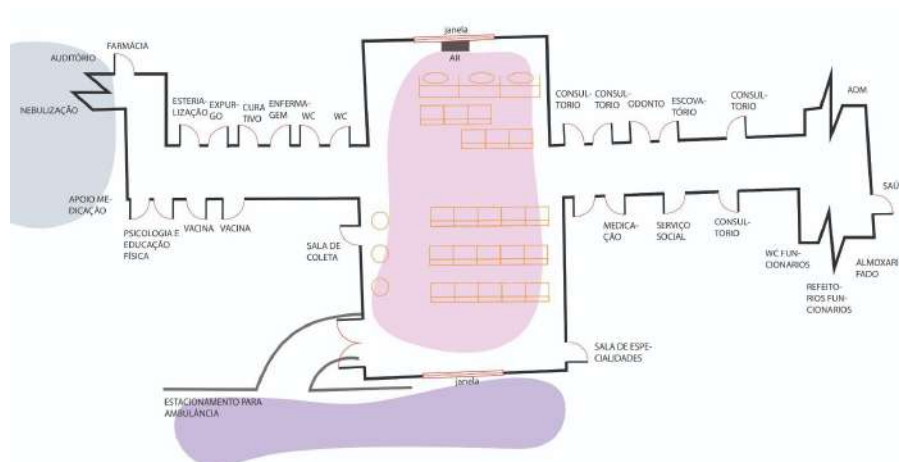 janela
AR
AUDITÓRIO
FARMÁCIA
NEBULIZAÇÃO
ESTERIA-
LIZAÇÃO
EXPUR-
GO
CURA
TIVO
ENFERMA-
GEM
WC
WC
CONSUL-
TORIO
CONSUL-
TORIO
ODONTO
ESCOVA-
TÓRIO
CONSUL-
TORIO
AOM
APOIO ME-
DICAÇÃO
PSICOLOGIA E
EDUCAÇÃO
FÍSICA
VACINA
VACINA
SALA DE
COLETA
MEDICA-
ÇÃO
SERVIÇO
SOCIAL
CONSUL-
TORIO
WC FUN-
CIONARIOS
REFEITO-
RIOS FUN-
CIONARIOS
ALMOXARI
FADO
SALA DE ESPE-
CIALIDADES
janela
ESTACIONAMENTO PARA
AMBULÂNCIA